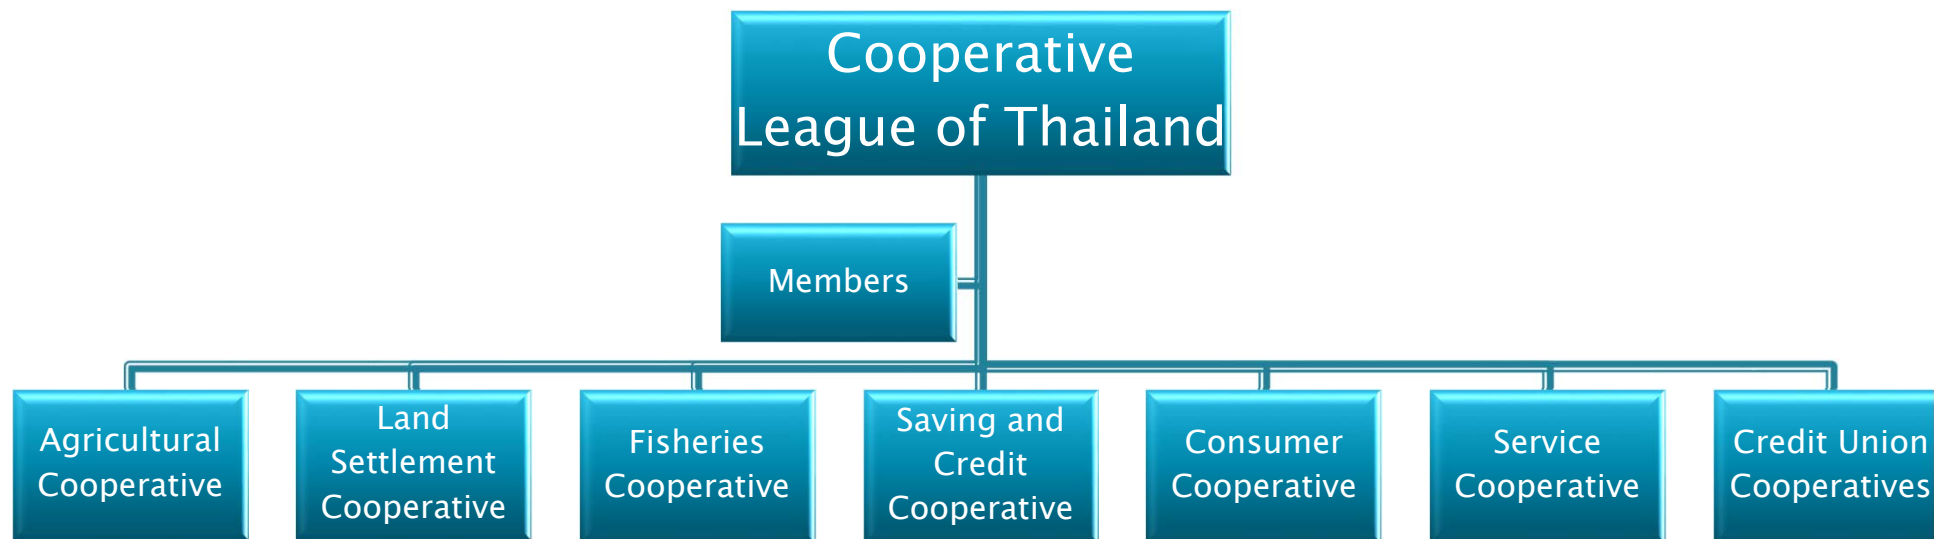 Cooperative
League of Thailand
Members
Agricultural
Cooperative
Land
Settlement
Cooperative
Fisheries
Cooperative
Saving and
Credit
Cooperative
Consumer
Cooperative
Service
Cooperative
Credit Union
Cooperatives